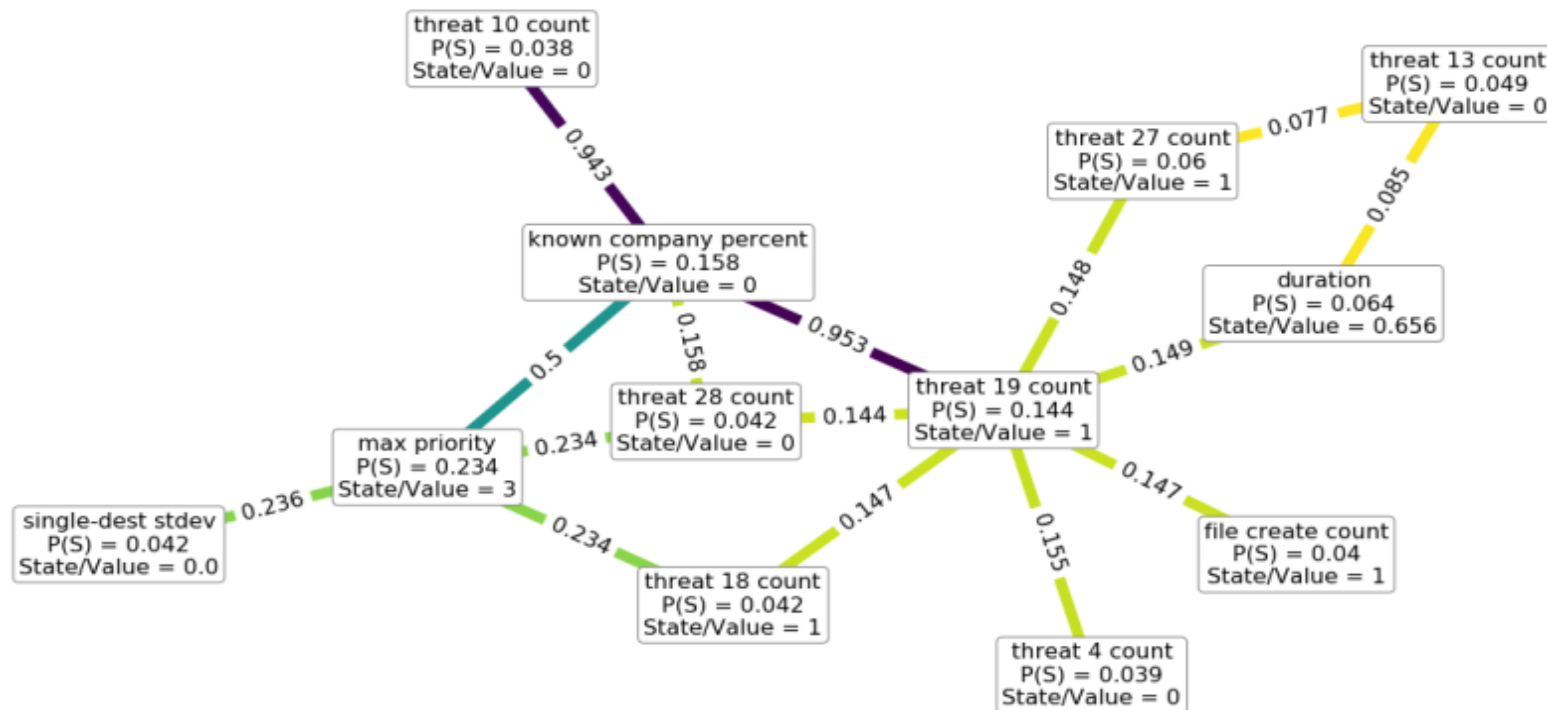 threat 10 count
P(S) = 0.038
State/Value = 0
threat 13 count
P(S) = 0.049
State/Value = 0
0.077
threat 27 count
P(S) = 0.06
State/Value = 1
0.943
0.085
known company percent
P(S) = 0.158
State/Value = 0
0.148
duration
P(S) = 0.064
State/Value = 0.656
0.953
0.158
0.5
0.149
threat 28 count
P(S) = 0.042
State/Value = 0
0.144
threat 19 count
P(S) = 0.144
State/Value = 1
max priority
P(S) = 0.234
State/Value = 3
0.234
0.236
0.234
0.147
0.147
0.155
single-dest stdev
P(S) = 0.042
State/Value = 0.0
file create count
P(S) = 0.04
State/Value = 1
threat 18 count
P(S) = 0.042
State/Value = 1
threat 4 count
P(S) = 0.039
State/Value = 0